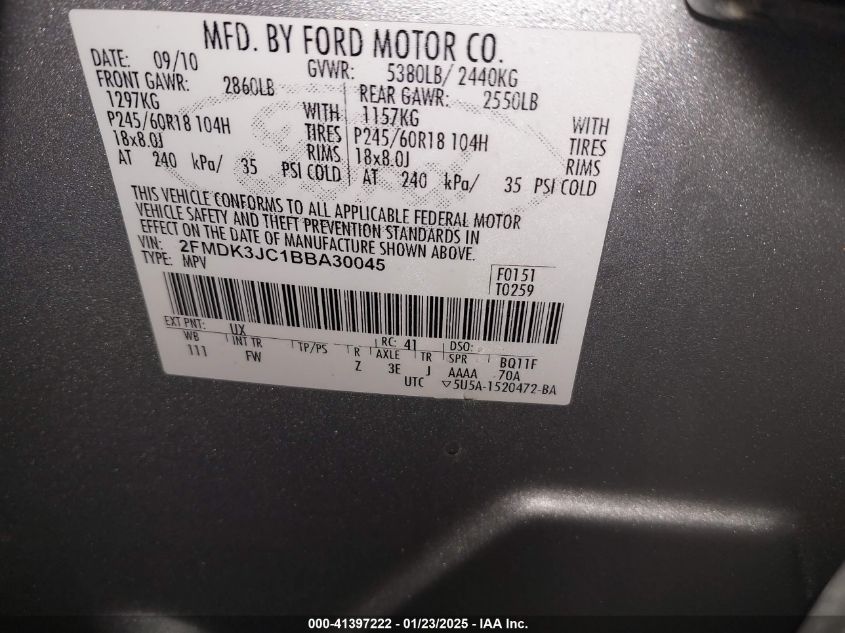 MFD. BY FORD MOTOR CO.
DATE: 09/10 GVWR: 5380LB/ 2440KG
FRONT GAWR: 2860LB REAR GAWR: 2550LB
1297KG WITH 1157KG WITH
P245/60R18 104H TIRES P245/60R18 104H TIRES
18x8.0J RIMS 18x8.0J RIMS
AT 240 kPa/ 35 PSI COLD AT 240 kPa/ 35 PSI COLD
THIS VEHICLE CONFORMS TO ALL APPLICABLE FEDERAL MOTOR
VEHICLE SAFETY AND THEFT PREVENTION STANDARDS IN
EFFECT ON THE DATE OF MANUFACTURE SHOWN ABOVE.
VIN: 2FMDK3JC1BBA30045
TYPE: MPV
F0151
T0259
EXT PNT: UX RC: 41 DSO:
WB INT TR TP/PS R AXLE TR SPR BQ11F
111 FW Z 3E J AAAA 70A
UTC ▽5U5A-1520472-BA
000-41397222 - 01/23/2025 - IAA Inc.